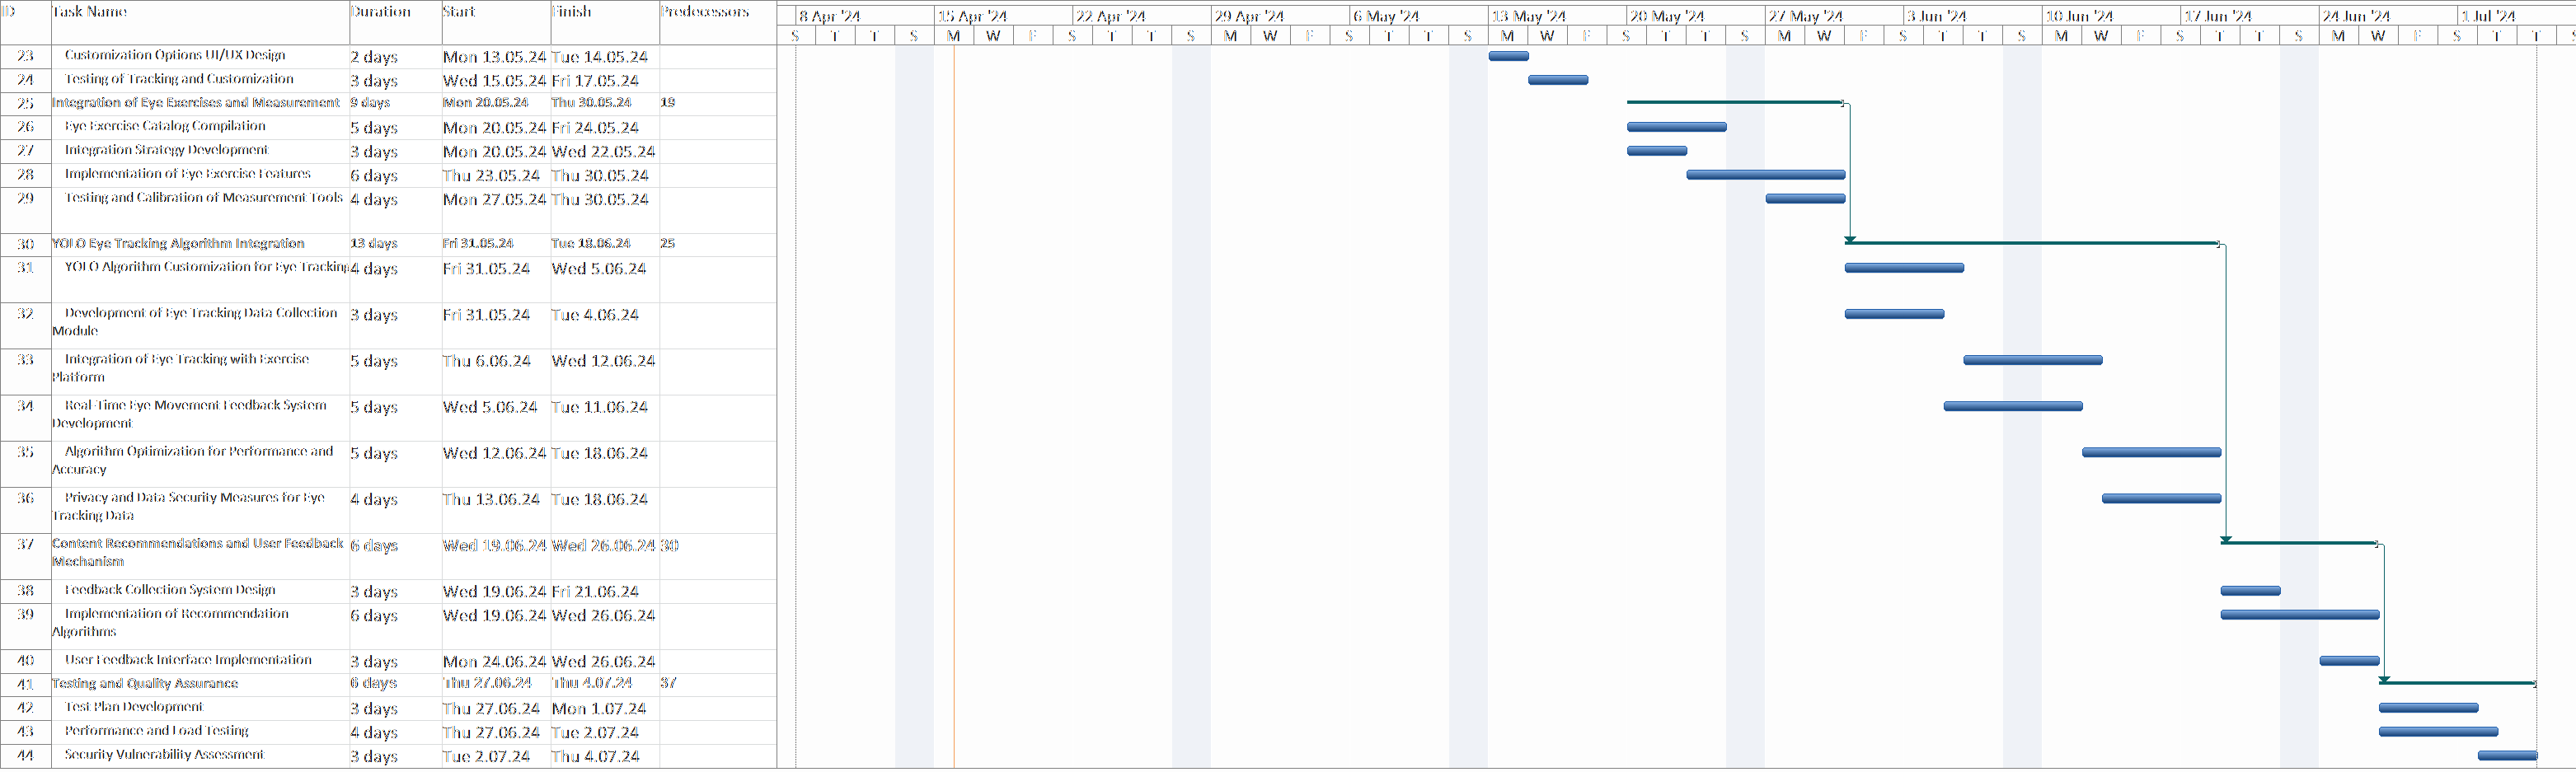 ID Task Name Duration Start Finish Predecessors
8 Apr '24 15 Apr '24 22 Apr '24 29 Apr '24 6 May '24 13 May '24 20 May '24 27 May '24 3 Jun '24 10 Jun '24 17 Jun '24 24 Jun '24 1 Jul '24
S T T S M W F S T T S M W F S T T S M W F S T T S M W F S T T S M W F S T T S M W F S T T
23 Customization Options UI/UX Design 2 days Mon 13.05.24 Tue 14.05.24
24 Testing of Tracking and Customization 3 days Wed 15.05.24 Fri 17.05.24
25 Integration of Eye Exercises and Measurement 9 days Mon 20.05.24 Thu 30.05.24 19
26 Eye Exercise Catalog Compilation 5 days Mon 20.05.24 Fri 24.05.24
27 Integration Strategy Development 3 days Mon 20.05.24 Wed 22.05.24
28 Implementation of Eye Exercise Features 6 days Thu 23.05.24 Thu 30.05.24
29 Testing and Calibration of Measurement Tools 4 days Mon 27.05.24 Thu 30.05.24
30 YOLO Eye Tracking Algorithm Integration 13 days Fri 31.05.24 Tue 18.06.24 25
31 YOLO Algorithm Customization for Eye Tracking 4 days Fri 31.05.24 Wed 5.06.24
32 Development of Eye Tracking Data Collection 3 days Fri 31.05.24 Tue 4.06.24
Module
33 Integration of Eye Tracking with Exercise 5 days Thu 6.06.24 Wed 12.06.24
Platform
34 Real-Time Eye Movement Feedback System 5 days Wed 5.06.24 Tue 11.06.24
Development
35 Algorithm Optimization for Performance and 5 days Wed 12.06.24 Tue 18.06.24
Accuracy
36 Privacy and Data Security Measures for Eye 4 days Thu 13.06.24 Tue 18.06.24
Tracking Data
37 Content Recommendations and User Feedback 6 days Wed 19.06.24 Wed 26.06.24 30
Mechanism
38 Feedback Collection System Design 3 days Wed 19.06.24 Fri 21.06.24
39 Implementation of Recommendation 6 days Wed 19.06.24 Wed 26.06.24
Algorithms
40 User Feedback Interface Implementation 3 days Mon 24.06.24 Wed 26.06.24
41 Testing and Quality Assurance 6 days Thu 27.06.24 Thu 4.07.24 37
42 Test Plan Development 3 days Thu 27.06.24 Mon 1.07.24
43 Performance and Load Testing 4 days Thu 27.06.24 Tue 2.07.24
44 Security Vulnerability Assessment 3 days Tue 2.07.24 Thu 4.07.24